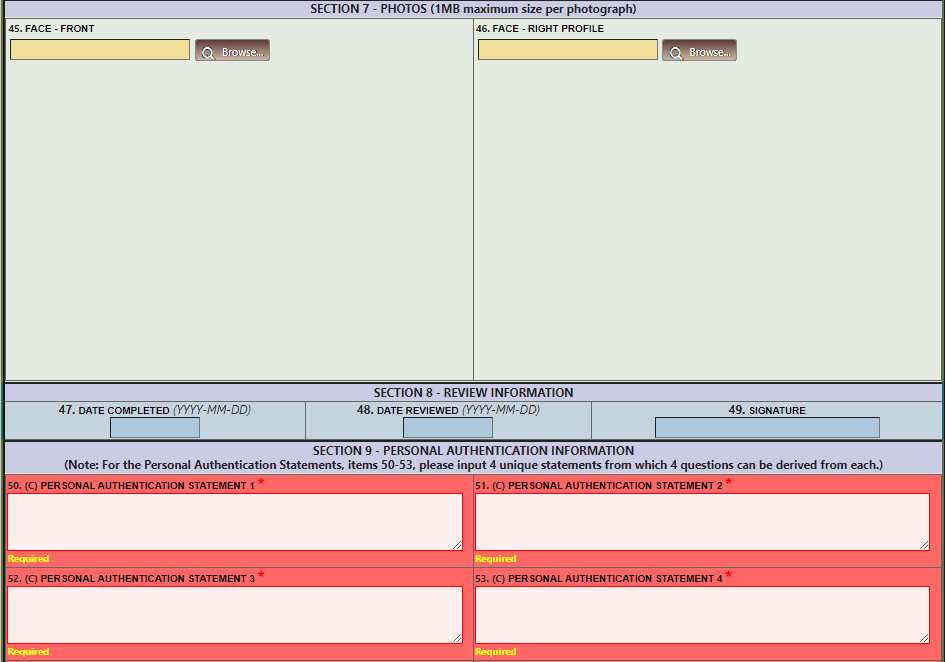 SECTION 7 - PHOTOS (1MB maximum size per photograph)
45. FACE - FRONT
46. FACE - RIGHT PROFILE
Browse...
Browse...
SECTION 8 - REVIEW INFORMATION
47. DATE COMPLETED (YYYY-MM-DD)
48. DATE REVIEWED (YYYY-MM-DD)
49. SIGNATURE
SECTION 9 - PERSONAL AUTHENTICATION INFORMATION
(Note: For the Personal Authentication Statements, items 50-53, please input 4 unique statements from which 4 questions can be derived from each.)
50. (C) PERSONAL AUTHENTICATION STATEMENT 1 *
51. (C) PERSONAL AUTHENTICATION STATEMENT 2 *
Required
Required
52. (C) PERSONAL AUTHENTICATION STATEMENT 3 *
53. (C) PERSONAL AUTHENTICATION STATEMENT 4 *
Required
Required